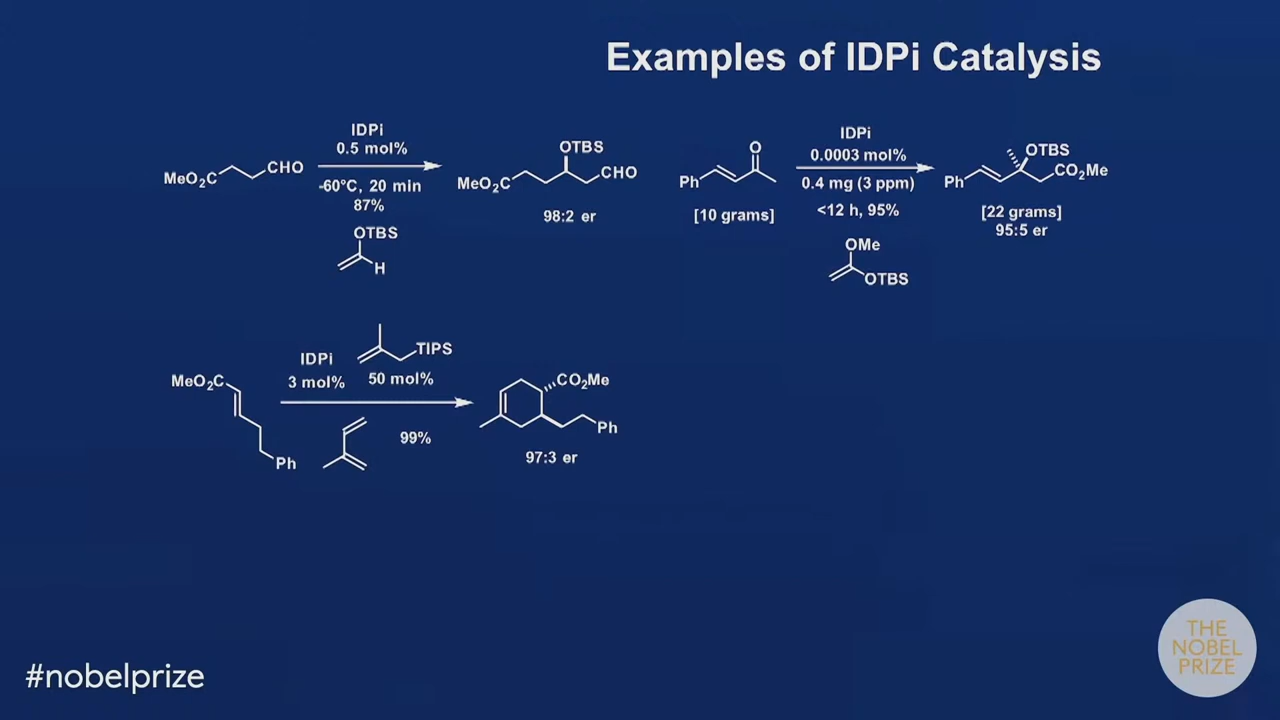 Examples of IDPi Catalysis
IDPi
0.5 mol%
MeO₂C
CHO
-60°C, 20 min
87%
OTBS
H
OTBS
MeO₂C
CHO
98:2 er
O
Ph
[10 grams]
IDPi
0.0003 mol%
0.4 mg (3 ppm)
<12 h, 95%
OMe
OTBS
OTBS
Ph
CO₂Me
[22 grams]
95:5 er
MeO₂C
Ph
IDPi
3 mol%
TIPS
50 mol%
99%
CO₂Me
Ph
97:3 er
#nobelprize
THE
NOBEL
PRIZE